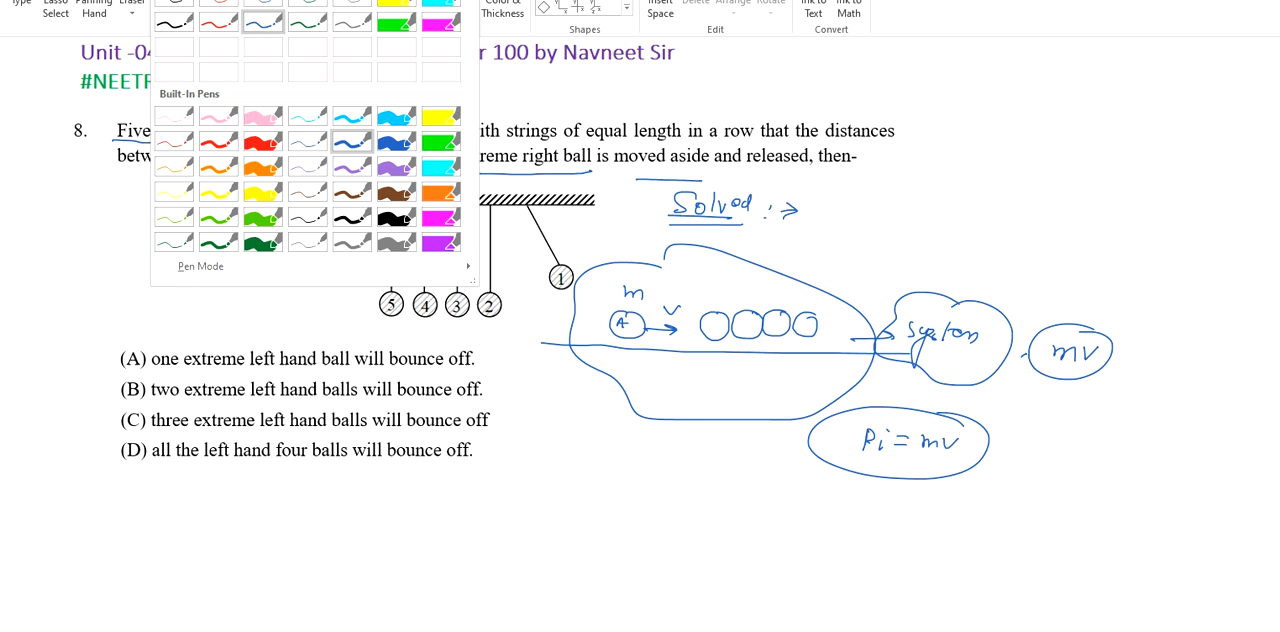 Lasso
Select
Panning
Hand
Color &
Thickness
Shapes
Insert
Space
Delete Arrange Rotate
Edit
Ink to
Text
Ink to
Math
Convert
Unit -04
r 100 by Navneet Sir
Built-In Pens
Pen Mode
8. Five
ith strings of equal length in a row that the distances
betw
reme right ball is moved aside and released, then-
Solved :⇒
1
5 4 3 2
m
A v
system
mv
Pi = mv
(A) one extreme left hand ball will bounce off.
(B) two extreme left hand balls will bounce off.
(C) three extreme left hand balls will bounce off
(D) all the left hand four balls will bounce off.